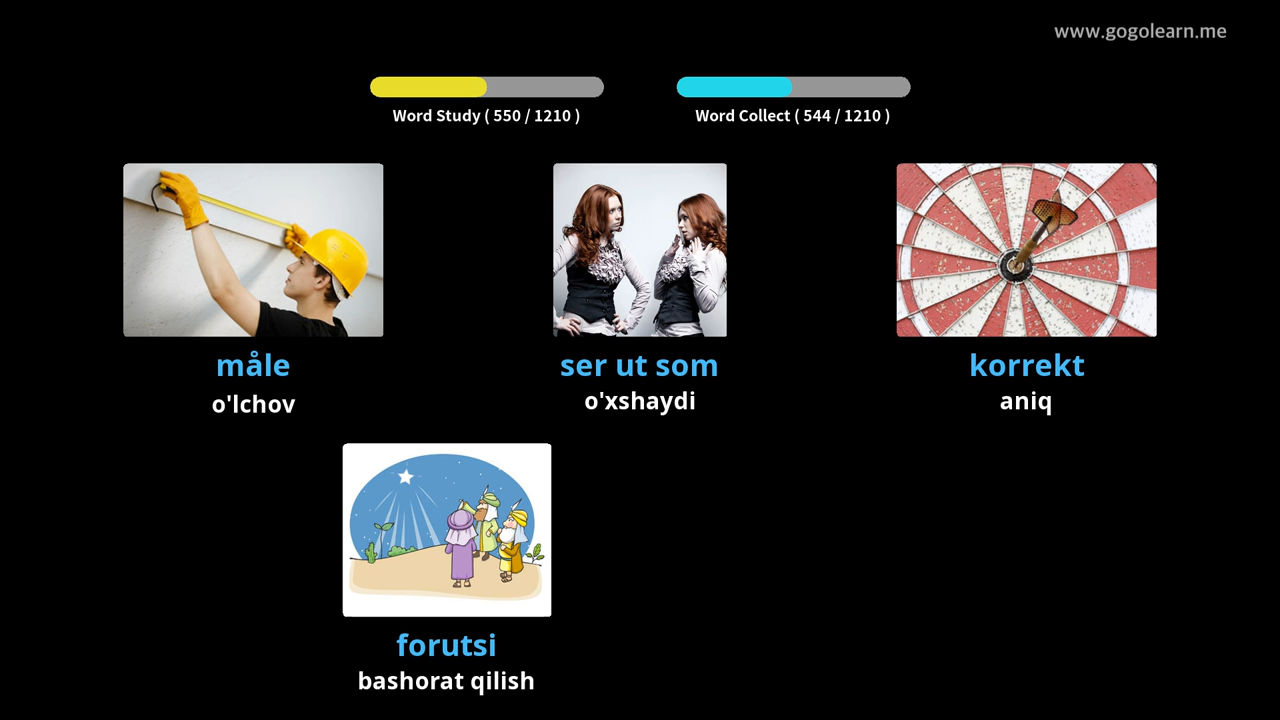 www.gogolearn.me
Word Study ( 550 / 1210 )
Word Collect ( 544 / 1210 )
måle
o'lchov
ser ut som
o'xshaydi
korrekt
aniq
forutsi
bashorat qilish